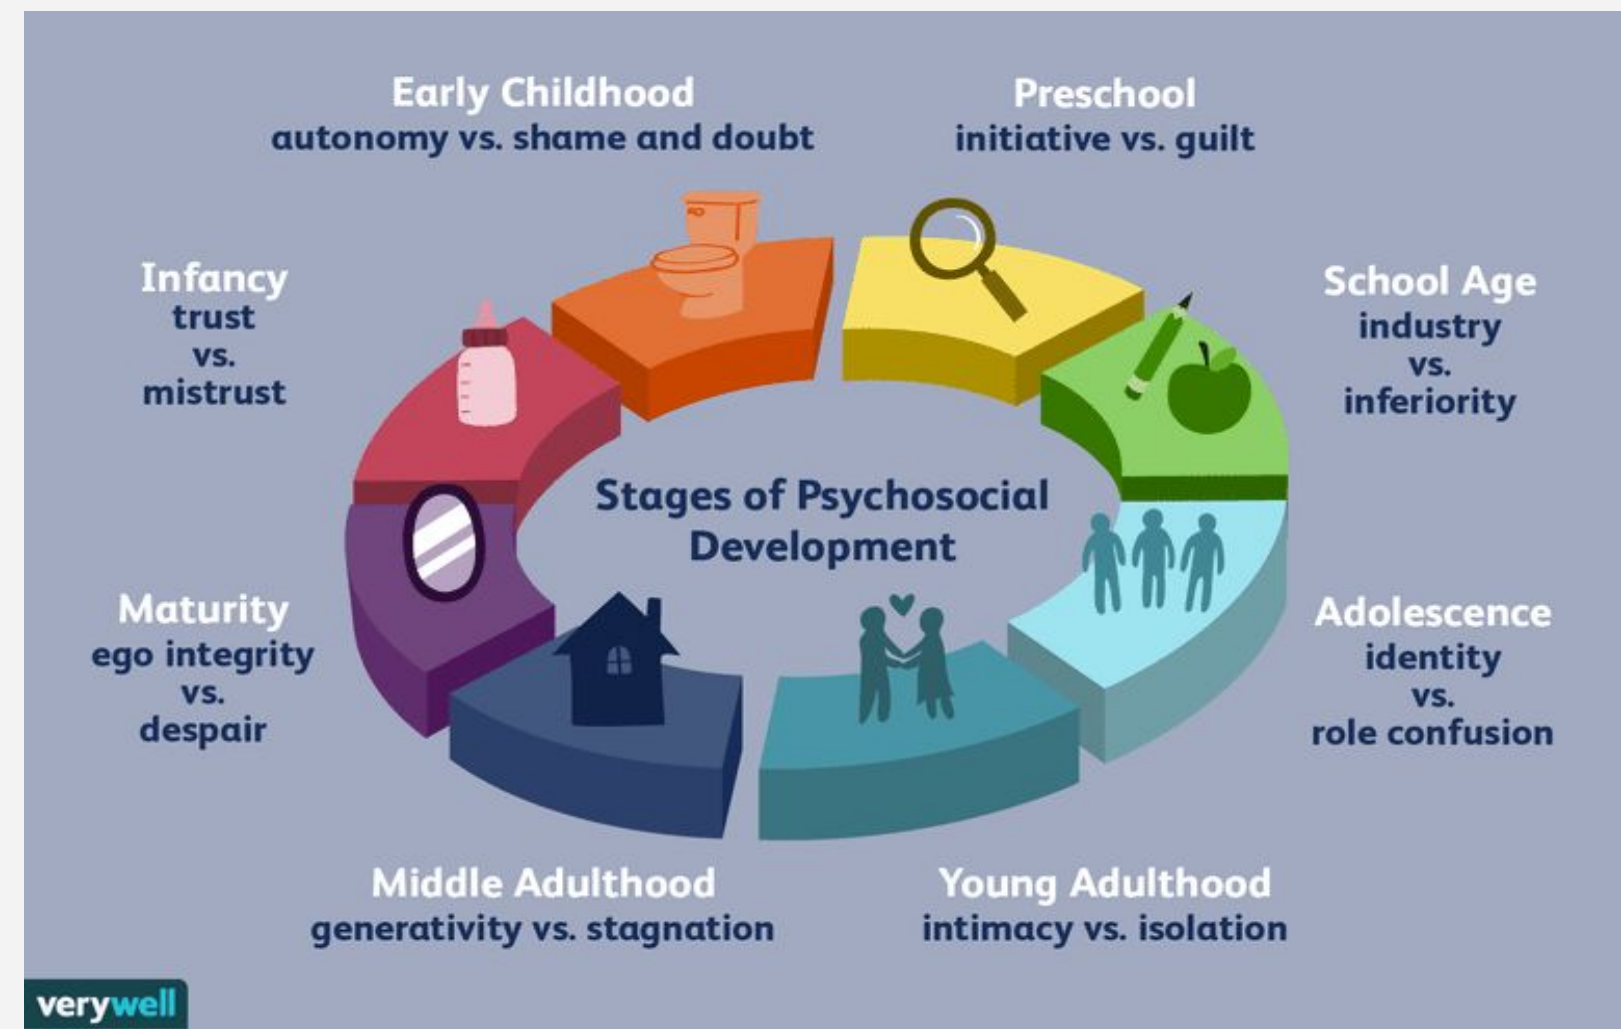 Early Childhood
autonomy vs. shame and doubt
Preschool
initiative vs. guilt
Infancy
trust
vs.
mistrust
School Age
industry
vs.
inferiority
Stages of Psychosocial
Development
Maturity
ego integrity
vs.
despair
Adolescence
identity
vs.
role confusion
Middle Adulthood
generativity vs. stagnation
Young Adulthood
intimacy vs. isolation
verywell